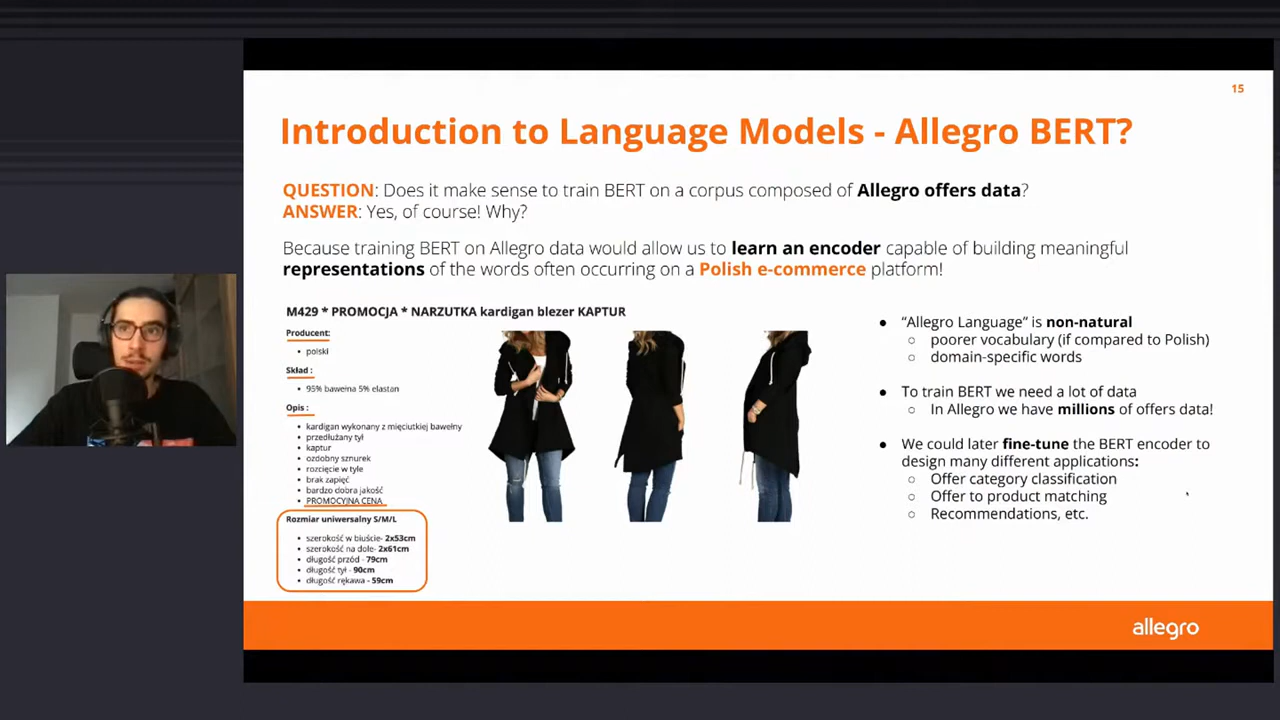 15
Introduction to Language Models - Allegro BERT?
QUESTION: Does it make sense to train BERT on a corpus composed of Allegro offers data?
ANSWER: Yes, of course! Why?
Because training BERT on Allegro data would allow us to learn an encoder capable of building meaningful
representations of the words often occurring on a Polish e-commerce platform!
M429 * PROMOCJA * NARZUTKA kardigan blezer KAPTUR
Producent:
• polski
Skład :
• 95% bawełna 5% elastan
Opis :
• kardigan wykonany z mięciutkiej bawełny
• przedłużany tył
• kaptur
• ozdobny sznurek
• rozcięcie w tyle
• brak zapięć
• bardzo dobra jakość
• PROMOCYJNA CENA
Rozmiar uniwersalny S/M/L
• szerokość w biuście- 2x53cm
• szerokość na dole- 2x61cm
• długość przód - 79cm
• długość tył - 90cm
• długość rękawa - 59cm
● “Allegro Language” is non-natural
○ poorer vocabulary (if compared to Polish)
○ domain-specific words
● To train BERT we need a lot of data
○ In Allegro we have millions of offers data!
● We could later fine-tune the BERT encoder to
design many different applications:
○ Offer category classification
○ Offer to product matching
○ Recommendations, etc.
allegro